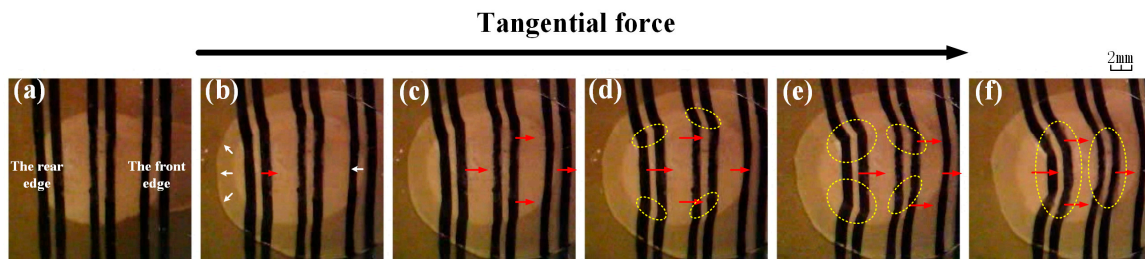 Tangential force
2mm
(a)
(b)
(c)
(d)
(e)
(f)
The rear
edge
The front
edge